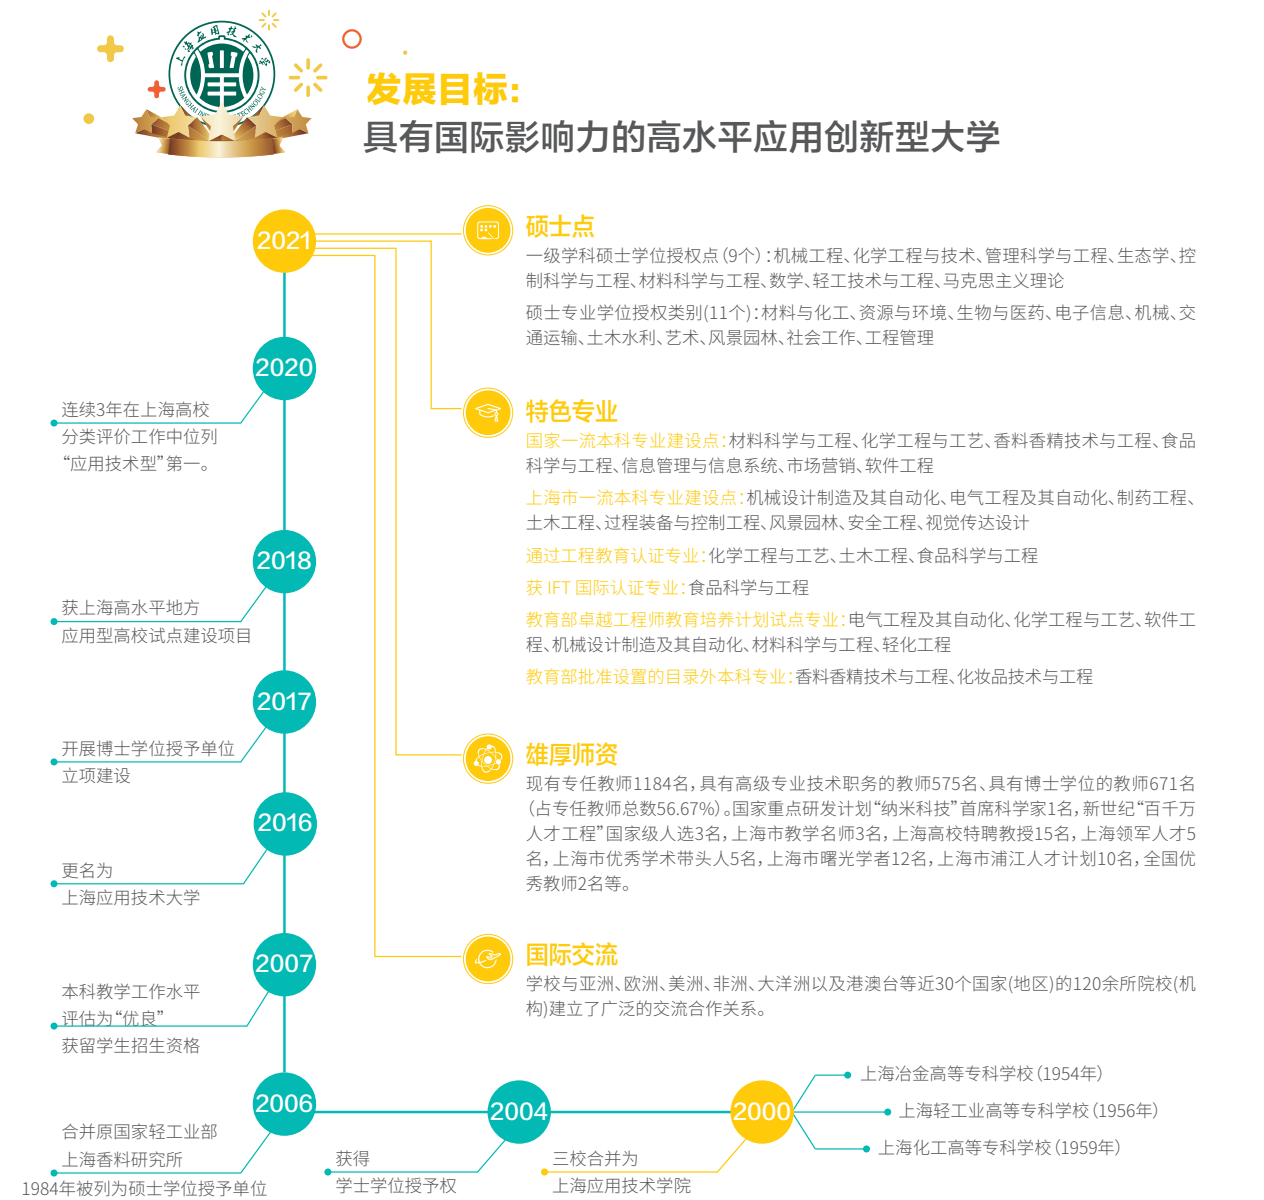 上海应用技术大学
发展目标:
具有国际影响力的高水平应用创新型大学
2021
硕士点
一级学科硕士学位授权点（9个）：机械工程、化学工程与技术、管理科学与工程、生态学、控
制科学与工程、材料科学与工程、数学、轻工技术与工程、马克思主义理论
硕士专业学位授权类别(11个)：材料与化工、资源与环境、生物与医药、电子信息、机械、交
通运输、土木水利、艺术、风景园林、社会工作、工程管理
2020
连续3年在上海高校
分类评价工作中位列
“应用技术型”第一。
特色专业
国家一流本科专业建设点：材料科学与工程、化学工程与工艺、香料香精技术与工程、食品
科学与工程、信息管理与信息系统、市场营销、软件工程
上海市一流本科专业建设点：机械设计制造及其自动化、电气工程及其自动化、制药工程、
土木工程、过程装备与控制工程、风景园林、安全工程、视觉传达设计
通过工程教育认证专业：化学工程与工艺、土木工程、食品科学与工程
获 IFT 国际认证专业：食品科学与工程
教育部卓越工程师教育培养计划试点专业：电气工程及其自动化、化学工程与工艺、软件工
程、机械设计制造及其自动化、材料科学与工程、轻化工程
教育部批准设置的目录外本科专业：香料香精技术与工程、化妆品技术与工程
2018
获上海高水平地方
应用型高校试点建设项目
2017
开展博士学位授予单位
立项建设
雄厚师资
现有专任教师1184名，具有高级专业技术职务的教师575名、具有博士学位的教师671名
（占专任教师总数56.67%）。国家重点研发计划“纳米科技”首席科学家1名，新世纪“百千万
人才工程”国家级人选3名，上海市教学名师3名，上海高校特聘教授15名，上海领军人才5
名，上海市优秀学术带头人5名，上海市曙光学者12名，上海市浦江人才计划10名，全国优
秀教师2名等。
2016
更名为
上海应用技术大学
2007
本科教学工作水平
评估为“优良”
获留学生招生资格
国际交流
学校与亚洲、欧洲、美洲、非洲、大洋洲以及港澳台等近30个国家(地区)的120余所院校(机
构)建立了广泛的交流合作关系。
2006
合并原国家轻工业部
上海香料研究所
1984年被列为硕士学位授予单位
2004
获得
学士学位授予权
2000
三校合并为
上海应用技术学院
上海冶金高等专科学校（1954年）
上海轻工业高等专科学校（1956年）
上海化工高等专科学校（1959年）